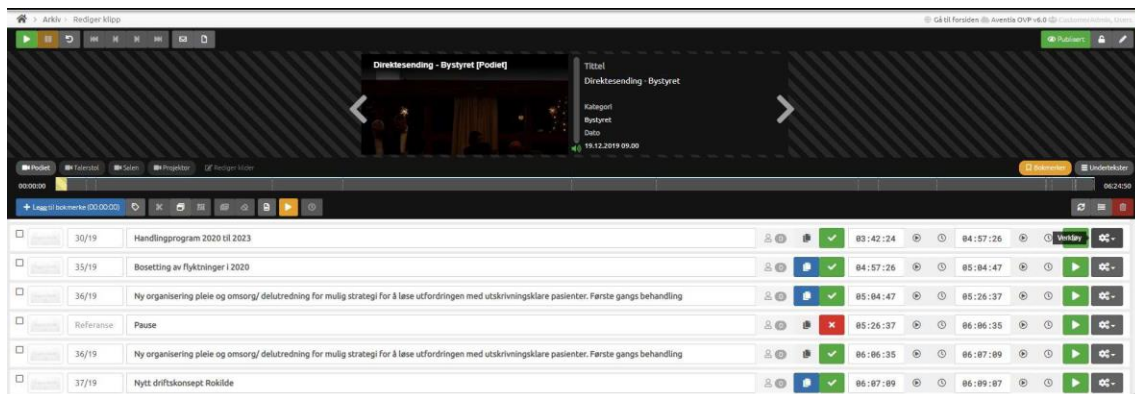 Arkiv Rediger klipp
Gå til forsiden Aventia OVP v6.0
Publisert
Direktesending - Bystyret [Podiet]
Tittel
Direktesending - Bystyret
Kategori
Bystyret
Dato
19.12.2019 09.00
Podiet Talerstol Salen Projektor Rediger kilder
Bokmerker Undertekster
00:00:00
06:24:50
+ Legg til bokmerke (00:00:00)
30/19 Handlingprogram 2020 til 2023 03:42:24 04:57:26 Verktøy
35/19 Bosetting av flyktninger i 2020 04:57:26 05:04:47
36/19 Ny organisering pleie og omsorg/ delutredning for mulig strategi for å løse utfordringen med utskrivningsklare pasienter. Første gangs behandling 05:04:47 05:26:37
Referanse Pause 05:26:37 06:06:35
36/19 Ny organisering pleie og omsorg/ delutredning for mulig strategi for å løse utfordringen med utskrivningsklare pasienter. Første gangs behandling 06:06:35 06:07:09
37/19 Nytt driftskonsept Rokilde 06:07:09 06:09:07